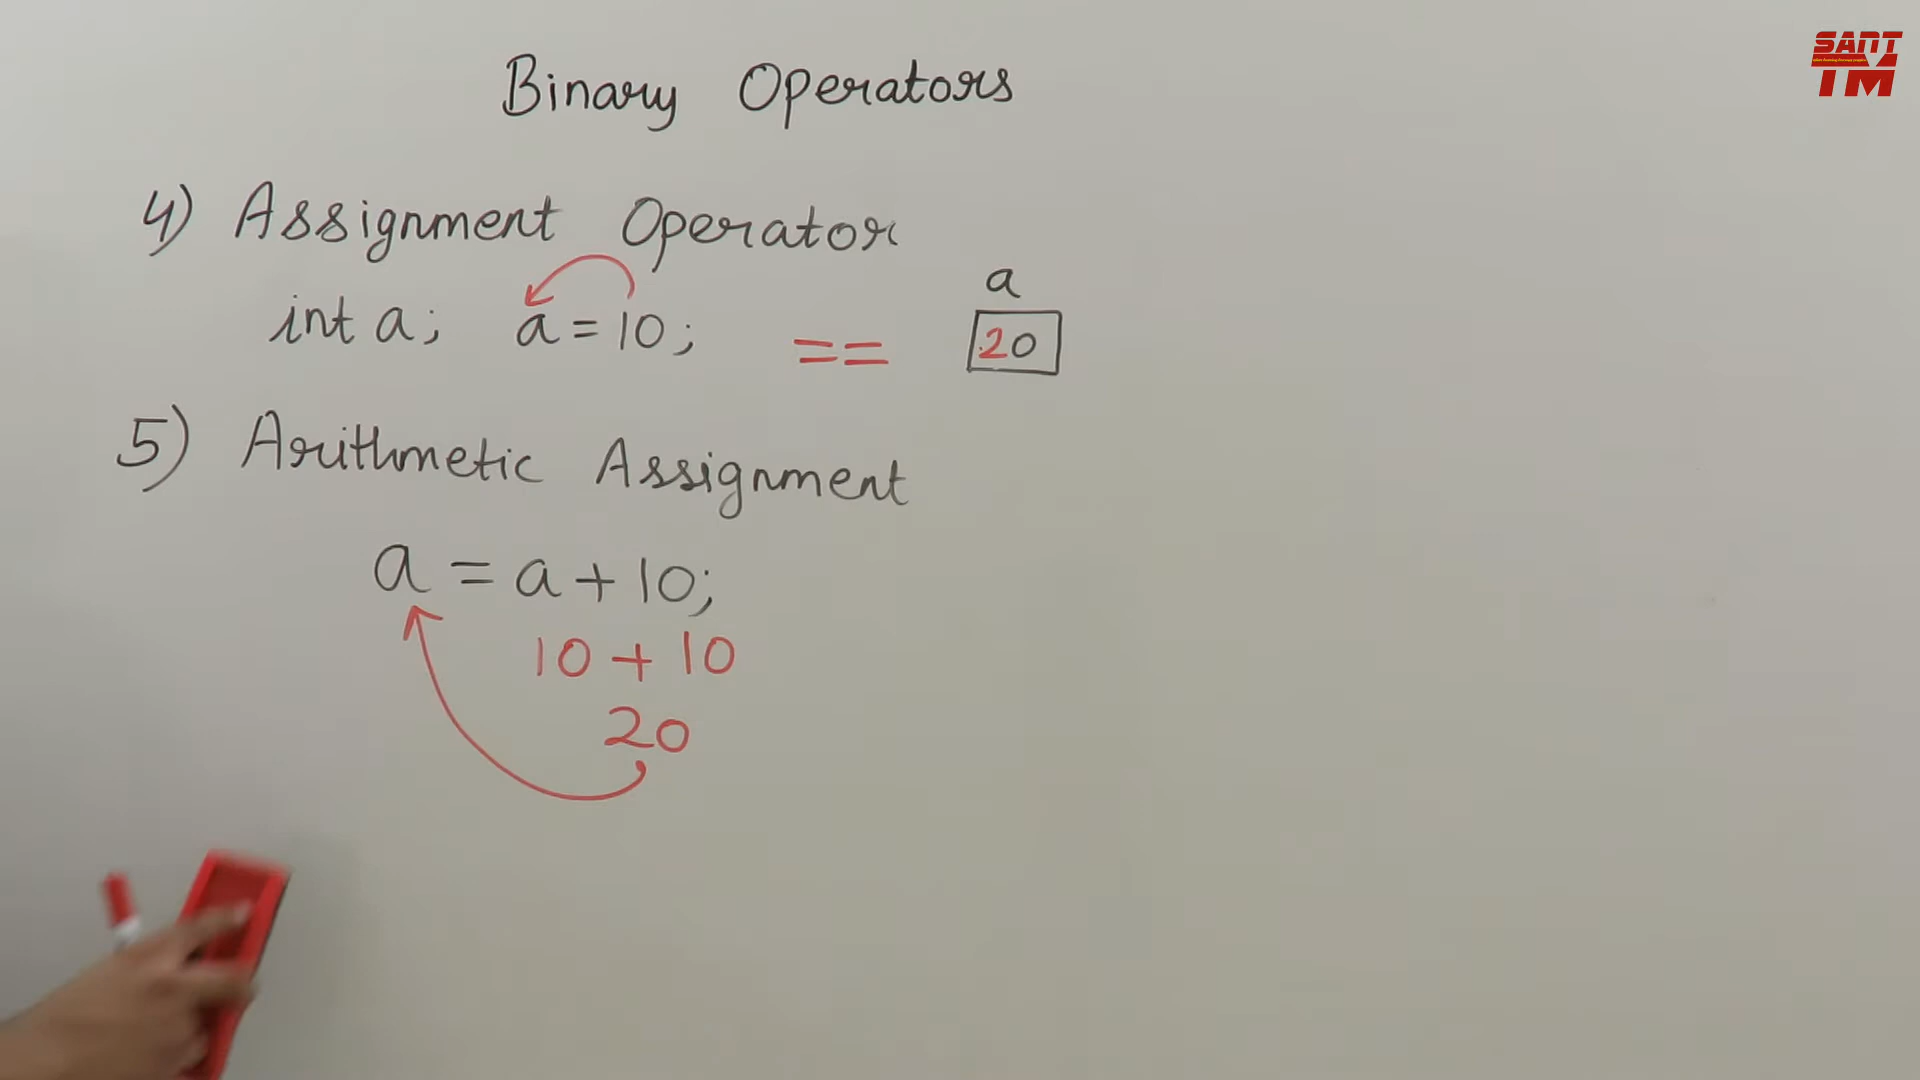 Binary Operators
4) Assignment Operator
int a; a = 10; == a
20
5) Arithmetic Assignment
a = a + 10;
10 + 10
20
SANT
TM